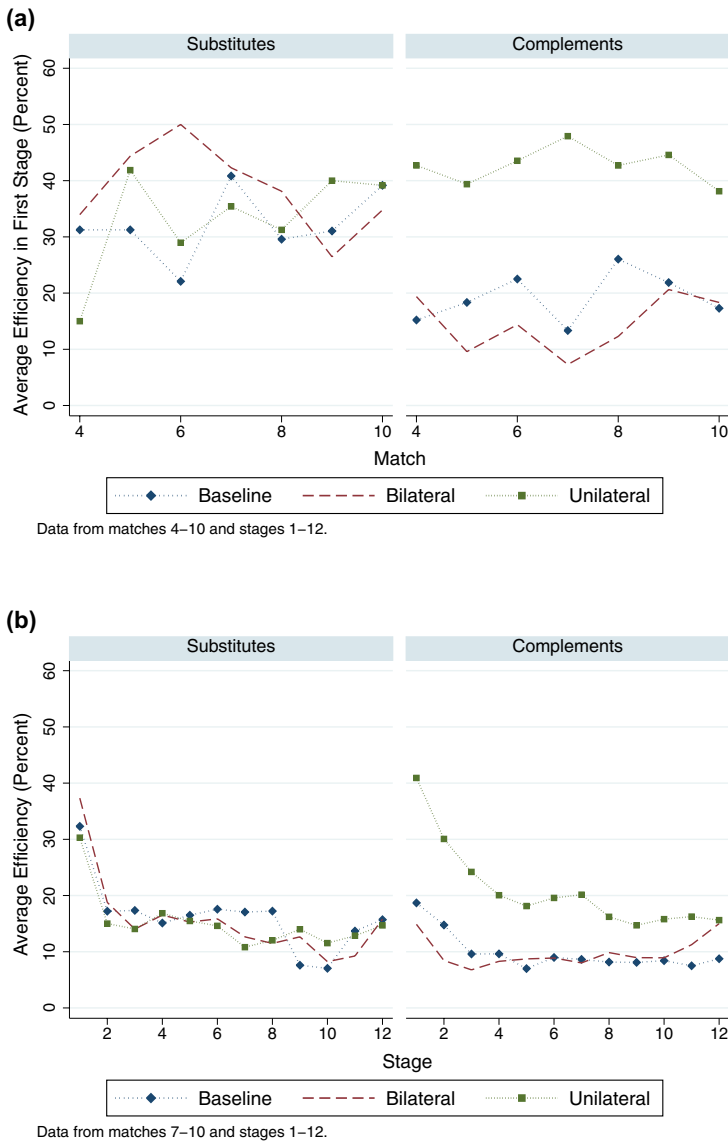 (a)
Substitutes
Complements
Average Efficiency in First Stage (Percent)
60
50
40
30
20
10
0
4 6 8 10
4 6 8 10
Match
Baseline Bilateral Unilateral
Data from matches 4–10 and stages 1–12.
(b)
Substitutes
Complements
Average Efficiency (Percent)
60
50
40
30
20
10
0
2 4 6 8 10 12
2 4 6 8 10 12
Stage
Baseline Bilateral Unilateral
Data from matches 7–10 and stages 1–12.